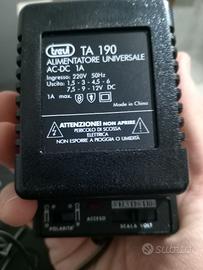 trevi TA 190
ALIMENTATORE UNIVERSALE
AC-DC 1A
Ingresso: 220V 50Hz
Uscita: 1,5 - 3 - 4,5 - 6
7,5 - 9 - 12V DC
1A max.
Made in China
ATTENZIONE! NON APRIRE
PERICOLO DI SCOSSA
ELETTRICA
NON ESPORRE A PIOGGIA O UMIDITÀ
ACCESO
POLARITA'
SCALA VOLT
Subito